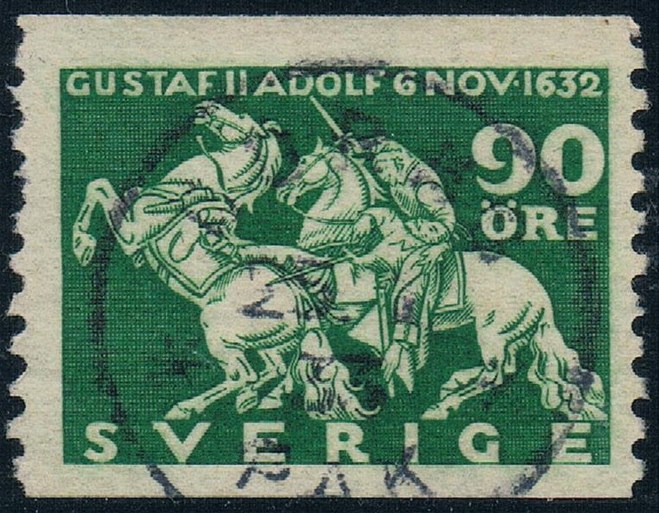 GUSTAF II ADOLF 6 NOV·1632
90
ÖRE
SVERIGE